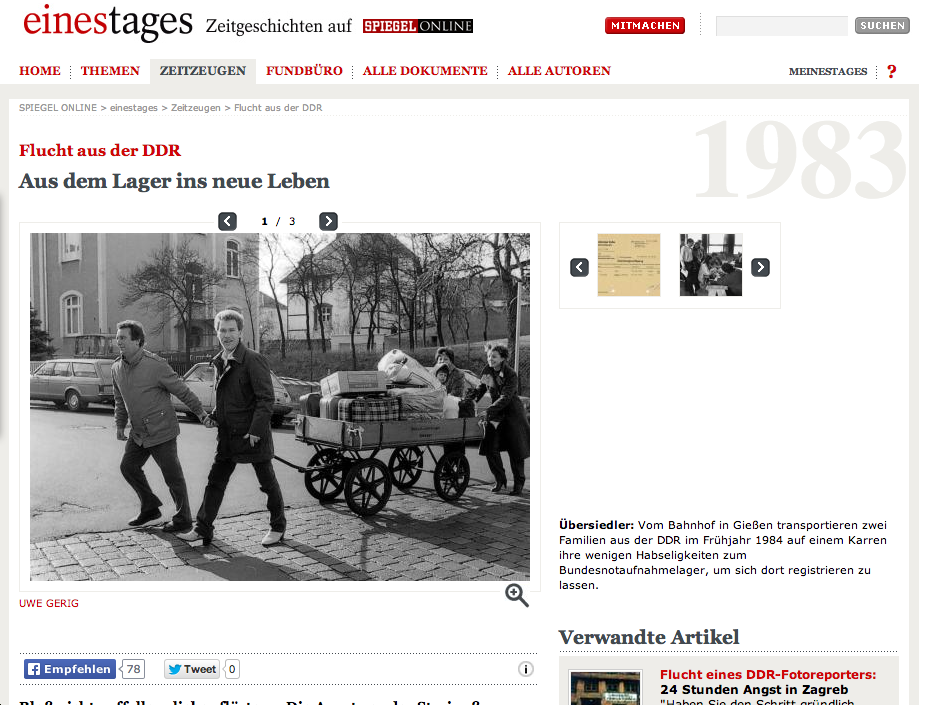 einestages Zeitgeschichten auf SPIEGEL ONLINE
MITMACHEN
SUCHEN
HOME THEMEN ZEITZEUGEN FUNDBÜRO ALLE DOKUMENTE ALLE AUTOREN
MEINESTAGES ?
SPIEGEL ONLINE > einestages > Zeitzeugen > Flucht aus der DDR
1983
Flucht aus der DDR
Aus dem Lager ins neue Leben
1 / 3
Übersiedler: Vom Bahnhof in Gießen transportieren zwei
Familien aus der DDR im Frühjahr 1984 auf einem Karren
ihre wenigen Habseligkeiten zum
Bundesnotaufnahmelager, um sich dort registrieren zu
lassen.
UWE GERIG
Empfehlen 78 Tweet 0
Verwandte Artikel
Flucht eines DDR-Fotoreporters:
24 Stunden Angst in Zagreb
"Haben Sie den Schritt gründlich